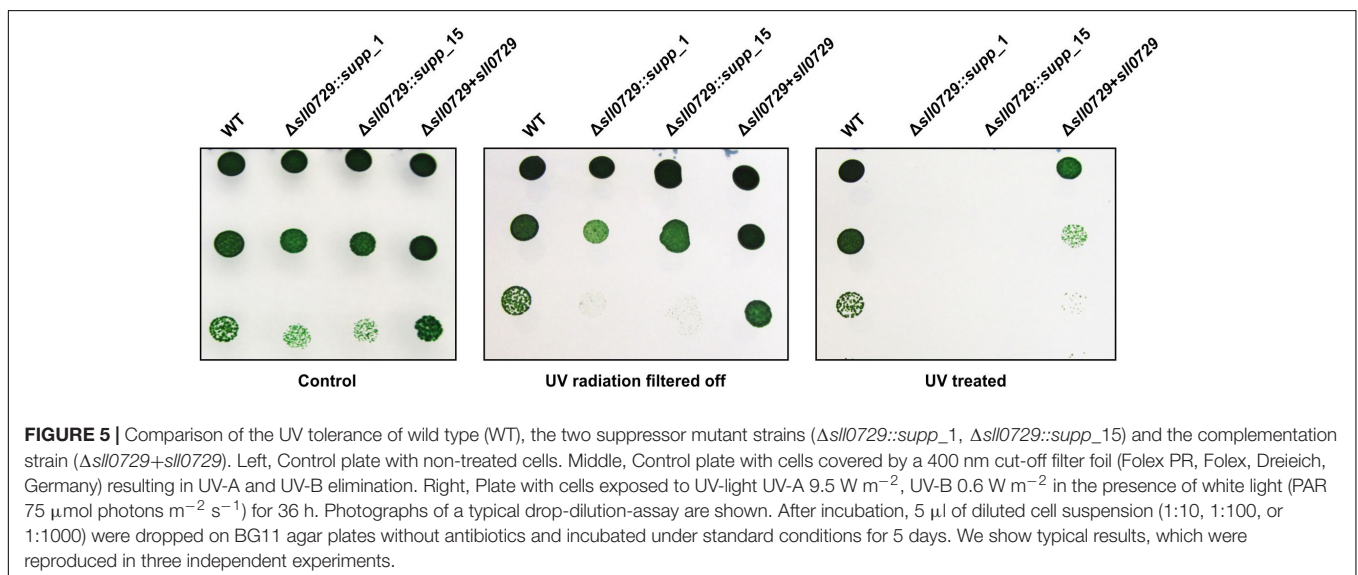 WT
Δsll0729::supp_1
Δsll0729::supp_15
Δsll0729+sll0729
WT
Δsll0729::supp_1
Δsll0729::supp_15
Δsll0729+sll0729
WT
Δsll0729::supp_1
Δsll0729::supp_15
Δsll0729+sll0729
Control
UV radiation filtered off
UV treated
FIGURE 5 | Comparison of the UV tolerance of wild type (WT), the two suppressor mutant strains (Δsll0729::supp_1, Δsll0729::supp_15) and the complementation
strain (Δsll0729+sll0729). Left, Control plate with non-treated cells. Middle, Control plate with cells covered by a 400 nm cut-off filter foil (Folex PR, Folex, Dreieich,
Germany) resulting in UV-A and UV-B elimination. Right, Plate with cells exposed to UV-light UV-A 9.5 W m⁻², UV-B 0.6 W m⁻² in the presence of white light (PAR
75 μmol photons m⁻² s⁻¹) for 36 h. Photographs of a typical drop-dilution-assay are shown. After incubation, 5 μl of diluted cell suspension (1:10, 1:100, or
1:1000) were dropped on BG11 agar plates without antibiotics and incubated under standard conditions for 5 days. We show typical results, which were
reproduced in three independent experiments.